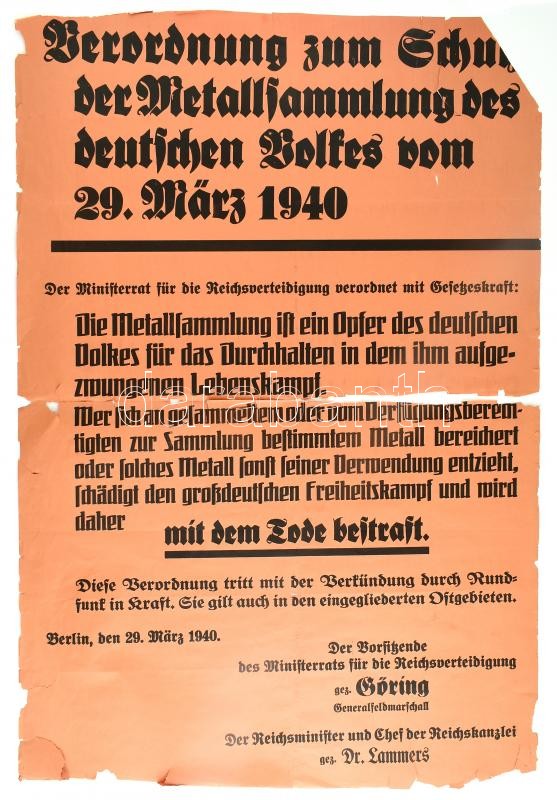 Verordnung zum Schutz
der Metallsammlung des
deutschen Volkes vom
29. März 1940
Der Ministerrat für die Reichsverteidigung verordnet mit Gesetzeskraft:
Die Metallsammlung ist ein Opfer des deutschen
Volkes für das Durchhalten in dem ihm aufge-
zwungenen Lebenskampf.
Wer sich an gesammeltem oder vom Verfügungsberech-
tigten zur Sammlung bestimmtem Metall bereichert
oder solches Metall sonst seiner Verwendung entzieht,
schädigt den großdeutschen Freiheitskampf und wird
daher
mit dem Tode bestraft.
Diese Verordnung tritt mit der Verkündung durch Rund-
funk in Kraft. Sie gilt auch in den eingegliederten Ostgebieten.
Berlin, den 29. März 1940.
Der Vorsitzende
des Ministerrats für die Reichsverteidigung
gez. Göring
Generalfeldmarschall
Der Reichsminister und Chef der Reichskanzlei
gez. Dr. Lammers
darabanth